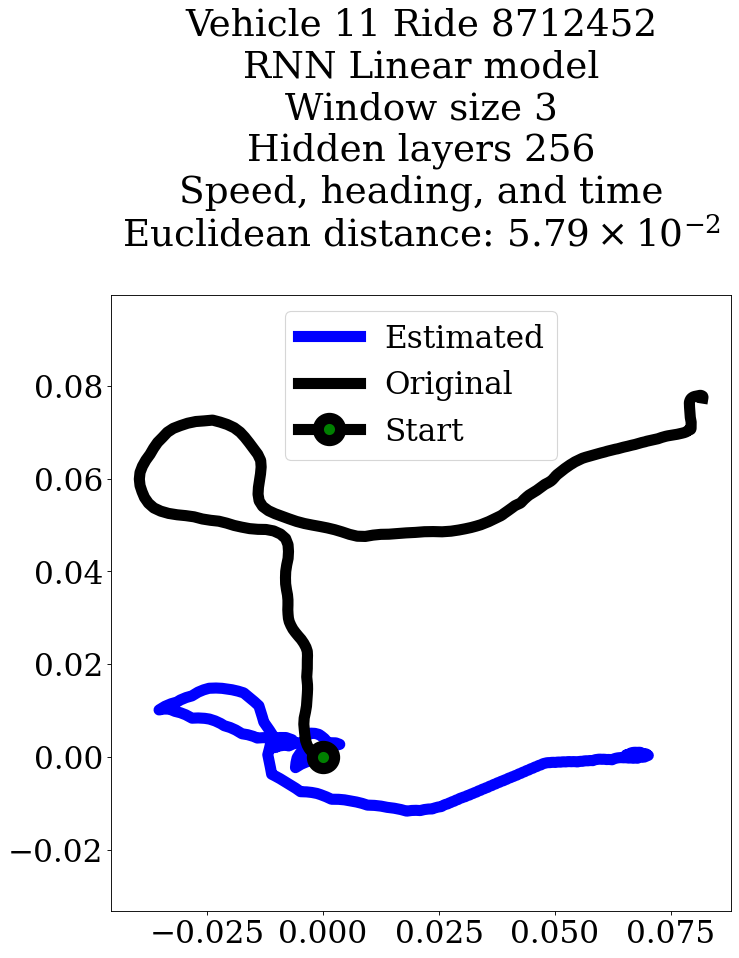 Vehicle 11 Ride 8712452
RNN Linear model
Window size 3
Hidden layers 256
Speed, heading, and time
Euclidean distance: 5.79 × 10⁻²
Estimated
Original
Start
0.08
0.06
0.04
0.02
0.00
−0.02
−0.025 0.000 0.025 0.050 0.075